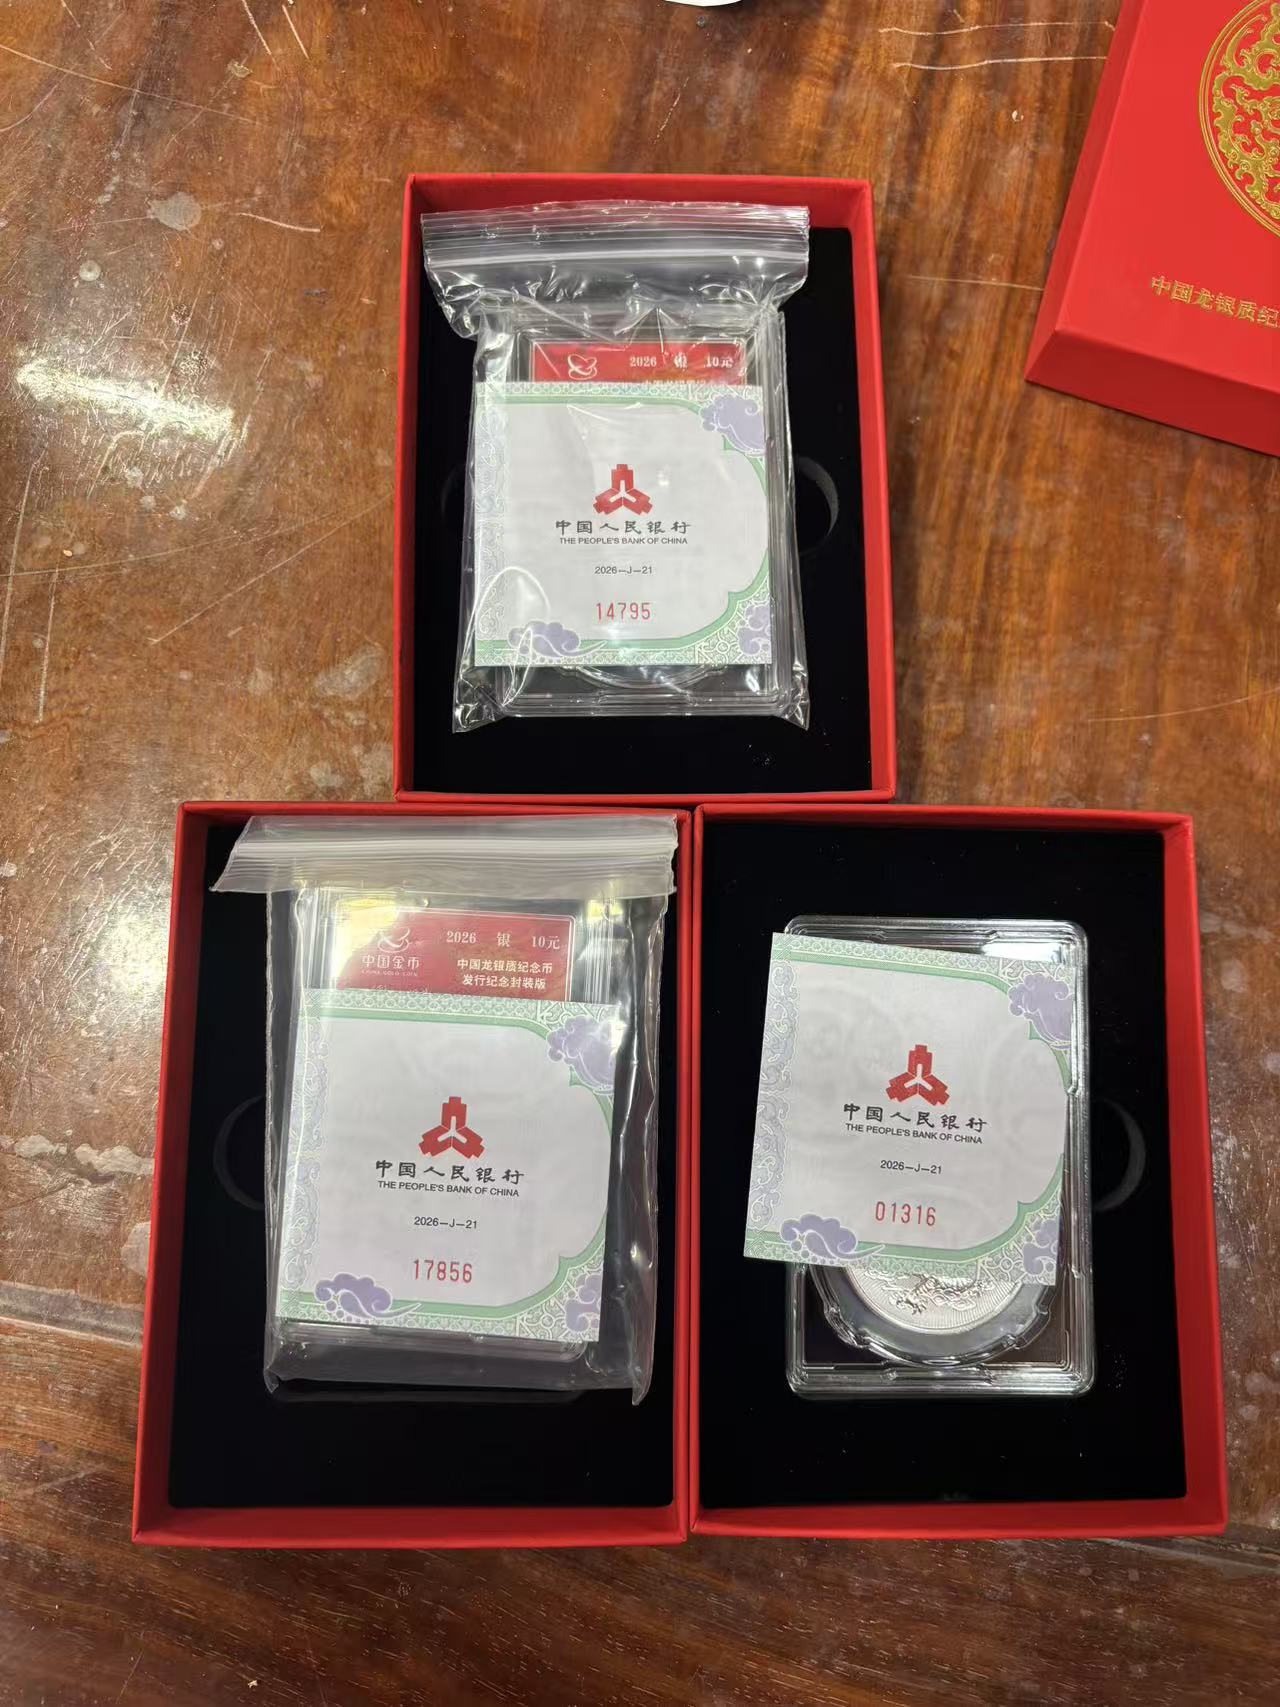 中国龙银质纪
2026 银 10元
中国人民银行
THE PEOPLE'S BANK OF CHINA
2026-J-21
14795
中国金币
CHINA GOLD COIN
2026 银 10元
中国龙银质纪念币
发行纪念封装版
中国人民银行
THE PEOPLE'S BANK OF CHINA
2026-J-21
17856
中国人民银行
THE PEOPLE'S BANK OF CHINA
2026-J-21
01316